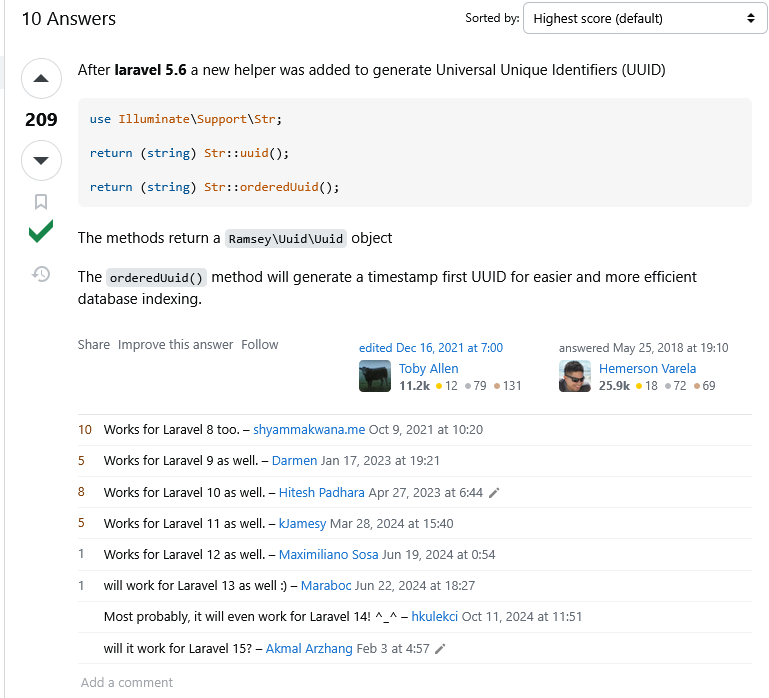 10 Answers
Sorted by: Highest score (default)
After laravel 5.6 a new helper was added to generate Universal Unique Identifiers (UUID)
209
use Illuminate\Support\Str;
return (string) Str::uuid();
return (string) Str::orderedUuid();
The methods return a Ramsey\Uuid\Uuid object
The orderedUuid() method will generate a timestamp first UUID for easier and more efficient
database indexing.
Share Improve this answer Follow
edited Dec 16, 2021 at 7:00
Toby Allen
11.2k 12 79 131
answered May 25, 2018 at 19:10
Hemerson Varela
25.9k 18 72 69
10 Works for Laravel 8 too. – shyammakwana.me Oct 9, 2021 at 10:20
5 Works for Laravel 9 as well. – Darmen Jan 17, 2023 at 19:21
8 Works for Laravel 10 as well. – Hitesh Padhara Apr 27, 2023 at 6:44
5 Works for Laravel 11 as well. – kJamesy Mar 28, 2024 at 15:40
1 Works for Laravel 12 as well. – Maximiliano Sosa Jun 19, 2024 at 0:54
1 will work for Laravel 13 as well :) – Maraboc Jun 22, 2024 at 18:27
Most probably, it will even work for Laravel 14! ^_^ – hkulekci Oct 11, 2024 at 11:51
will it work for Laravel 15? – Akmal Arzhang Feb 3 at 4:57
Add a comment